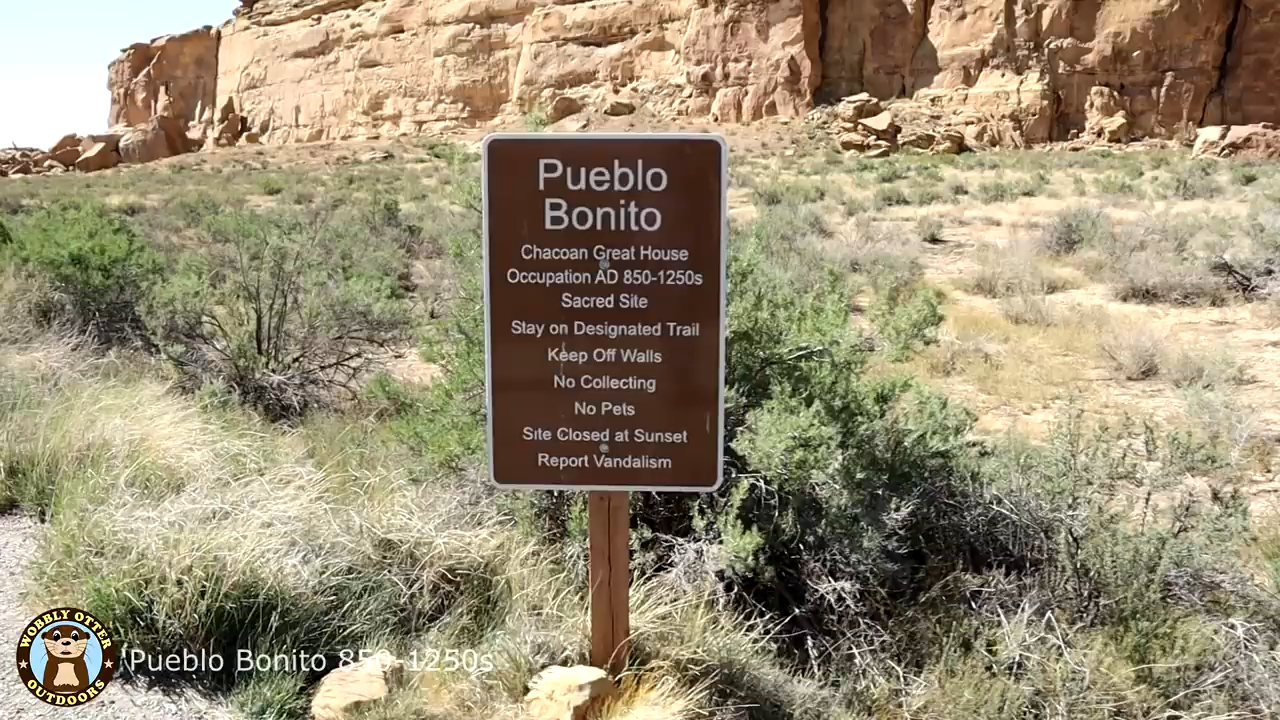 Pueblo
Bonito
Chacoan Great House
Occupation AD 850-1250s
Sacred Site
Stay on Designated Trail
Keep Off Walls
No Collecting
No Pets
Site Closed at Sunset
Report Vandalism
WOBBLY OTTER
OUTDOORS
'Pueblo Bonito 850-1250s